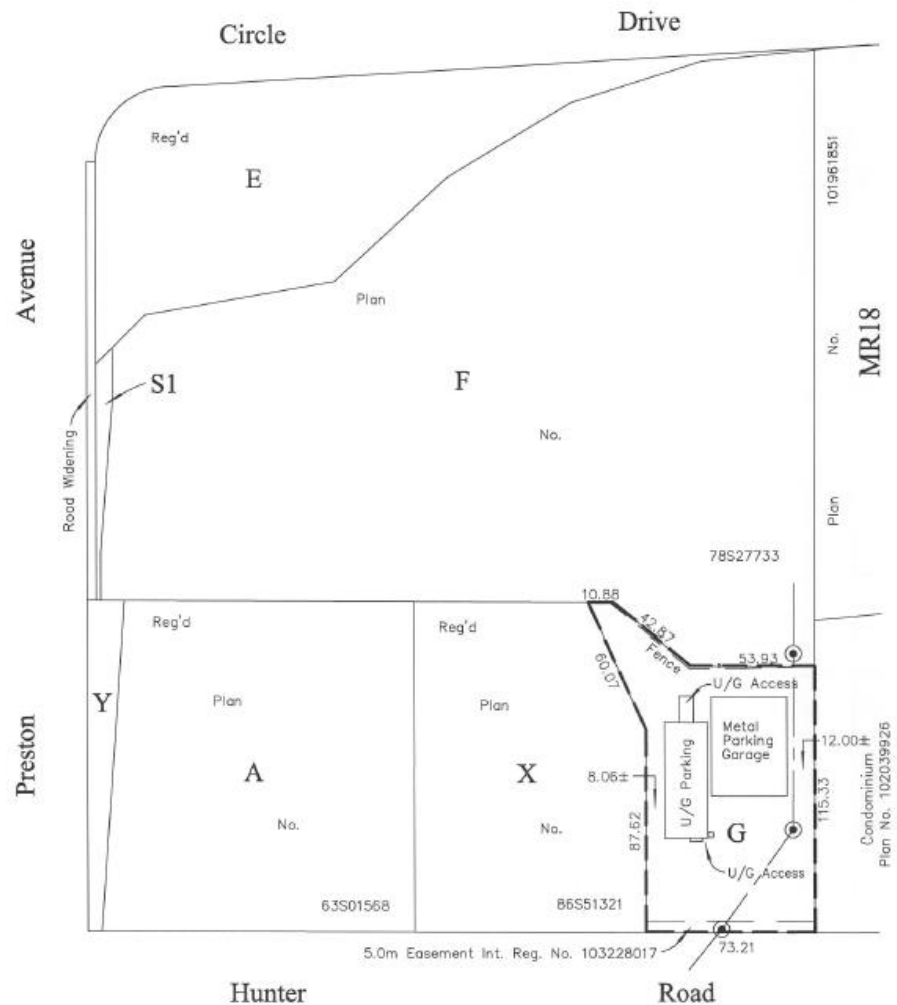 Circle
Drive
Reg'd
E
101961851
Avenue
Plan
No.
MR18
S1
F
Road Widening
No.
Plan
78S27733
10.88
Reg'd
Reg'd
42.87
Fence
60.07
53.93
U/G Access
Y
Plan
Plan
Metal
Parking
Garage
12.00±
Preston
A
X
8.06±
U/G Parking
115.33
Condominium
Plan No. 102039926
No.
No.
87.62
G
U/G Access
63S01568
86S51321
5.0m Easement Int. Reg. No. 103228017
73.21
Hunter
Road